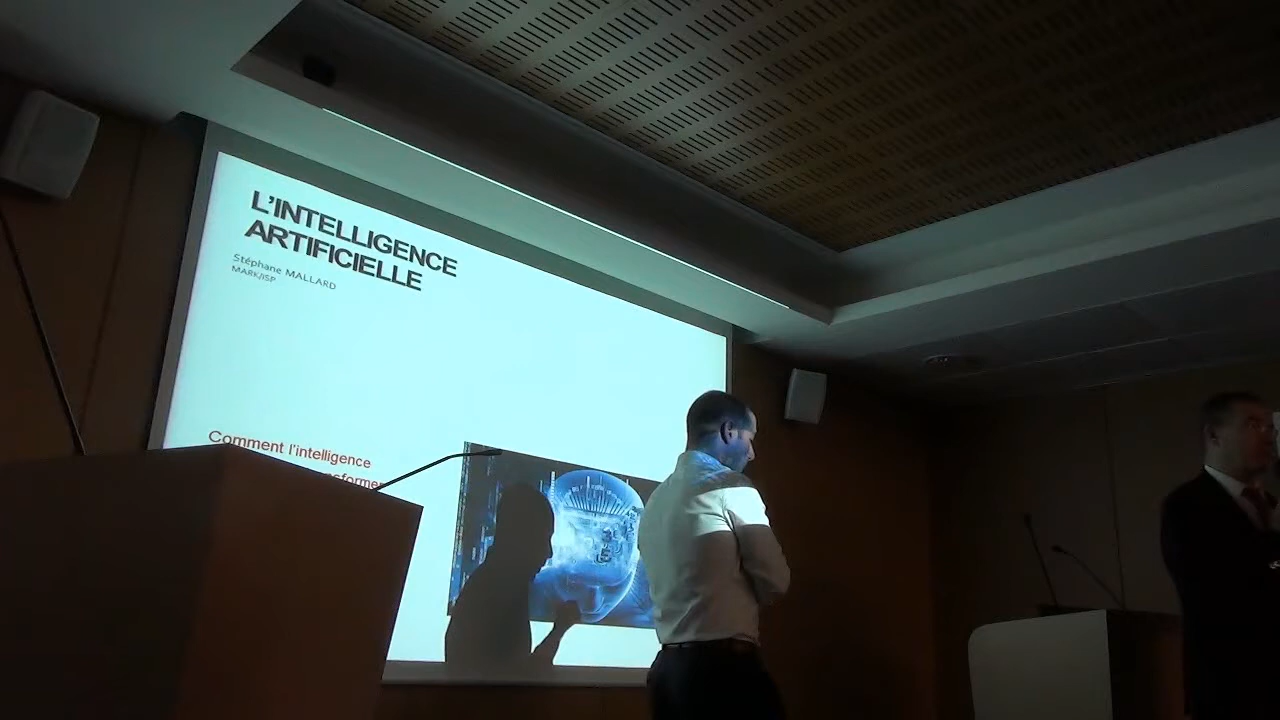 L'INTELLIGENCE
ARTIFICIELLE
Stéphane MALLARD
MARK/ISP
Comment l'intelligence